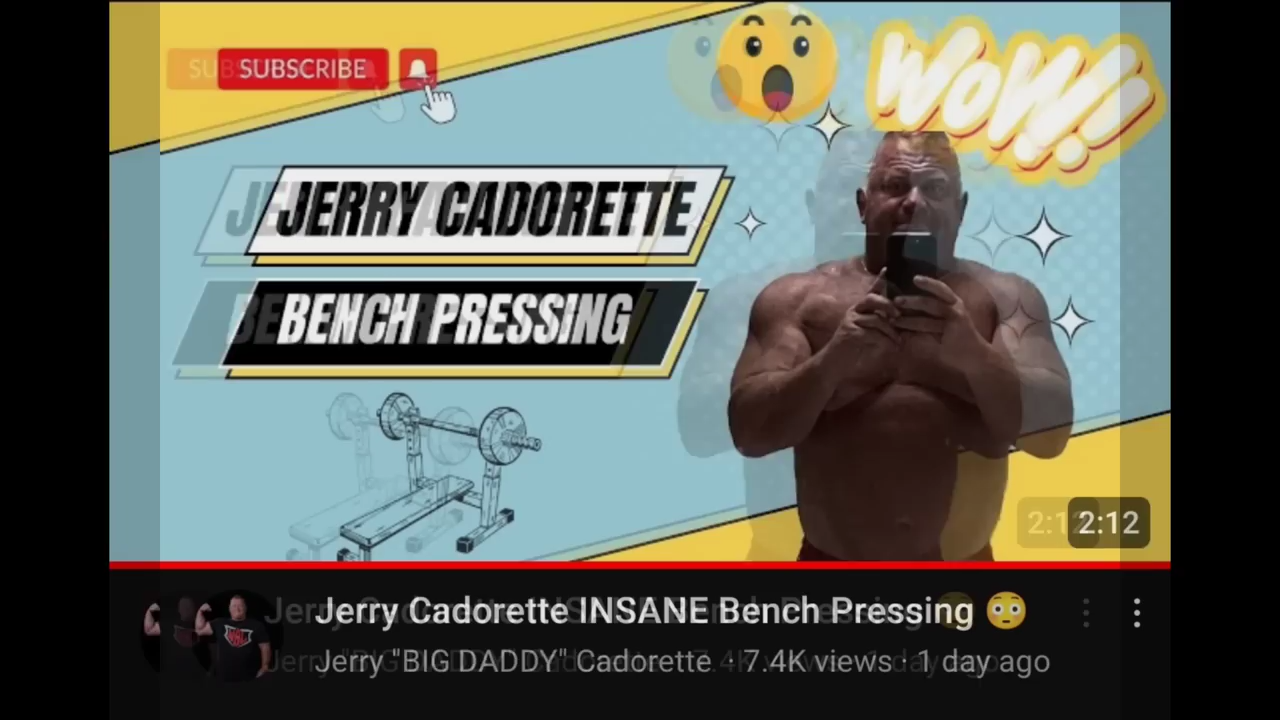 SUBSCRIBE
WOW!
JERRY CADORETTE
BENCH PRESSING
2:12
Jerry Cadorette INSANE Bench Pressing 😳
Jerry "BIG DADDY" Cadorette · 7.4K views · 1 day ago